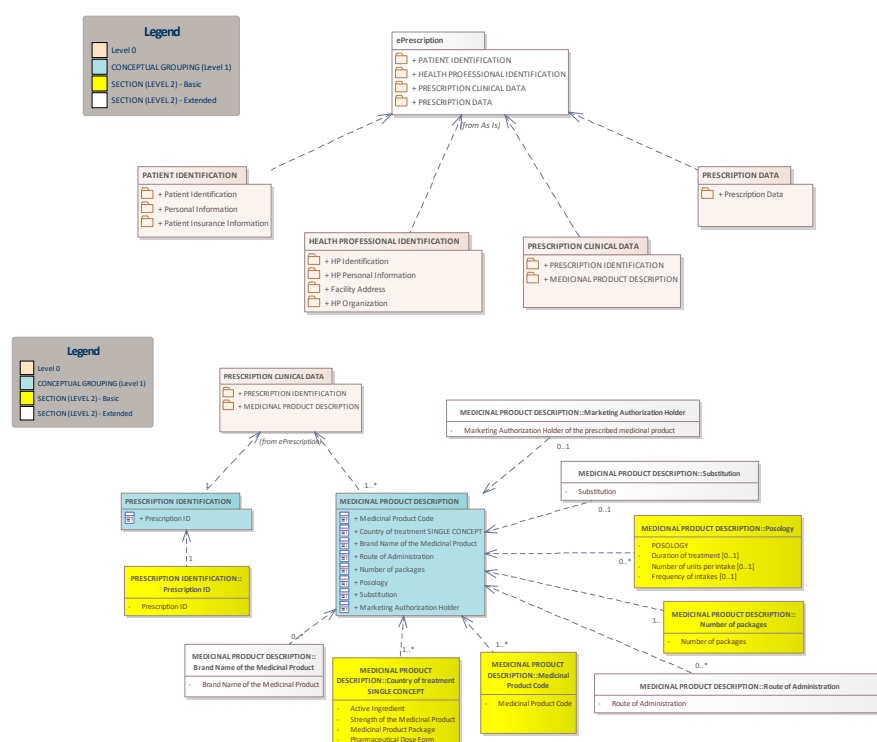 Legend
Level 0
CONCEPTUAL GROUPING (Level 1)
SECTION (LEVEL 2) - Basic
SECTION (LEVEL 2) - Extended
ePrescription
+ PATIENT IDENTIFICATION
+ HEALTH PROFESSIONAL IDENTIFICATION
+ PRESCRIPTION CLINICAL DATA
+ PRESCRIPTION DATA
(from As Is)
PATIENT IDENTIFICATION
+ Patient Identification
+ Personal Information
+ Patient Insurance Information
HEALTH PROFESSIONAL IDENTIFICATION
+ HP Identification
+ HP Personal Information
+ Facility Address
+ HP Organization
PRESCRIPTION CLINICAL DATA
+ PRESCRIPTION IDENTIFICATION
+ MEDICINAL PRODUCT DESCRIPTION
PRESCRIPTION DATA
+ Prescription Data
Legend
Level 0
CONCEPTUAL GROUPING (Level 1)
SECTION (LEVEL 2) - Basic
SECTION (LEVEL 2) - Extended
PRESCRIPTION CLINICAL DATA
+ PRESCRIPTION IDENTIFICATION
+ MEDICINAL PRODUCT DESCRIPTION
(from ePrescription)
1
1..*
PRESCRIPTION IDENTIFICATION
+ Prescription ID
1
PRESCRIPTION IDENTIFICATION::
Prescription ID
- Prescription ID
MEDICINAL PRODUCT DESCRIPTION
+ Medicinal Product Code
+ Country of treatment SINGLE CONCEPT
+ Brand Name of the Medicinal Product
+ Route of Administration
+ Number of packages
+ Posology
+ Substitution
+ Marketing Authorization Holder
MEDICINAL PRODUCT DESCRIPTION::Marketing Authorization Holder
- Marketing Authorization Holder of the prescribed medicinal product
0..1
MEDICINAL PRODUCT DESCRIPTION::Substitution
- Substitution
0..1
MEDICINAL PRODUCT DESCRIPTION::Posology
- POSOLOGY
- Duration of treatment [0..1]
- Number of units per intake [0..1]
- Frequency of intakes [0..1]
0..*
MEDICINAL PRODUCT DESCRIPTION::
Number of packages
- Number of packages
1..
0..*
MEDICINAL PRODUCT DESCRIPTION::Route of Administration
- Route of Administration
0..*
MEDICINAL PRODUCT DESCRIPTION::
Brand Name of the Medicinal Product
- Brand Name of the Medicinal Product
1..*
MEDICINAL PRODUCT
DESCRIPTION::Country of treatment
SINGLE CONCEPT
- Active Ingredient
- Strength of the Medicinal Product
- Medicinal Product Package
- Pharmaceutical Dose Form
1..*
MEDICINAL PRODUCT
DESCRIPTION::Medicinal
Product Code
- Medicinal Product Code